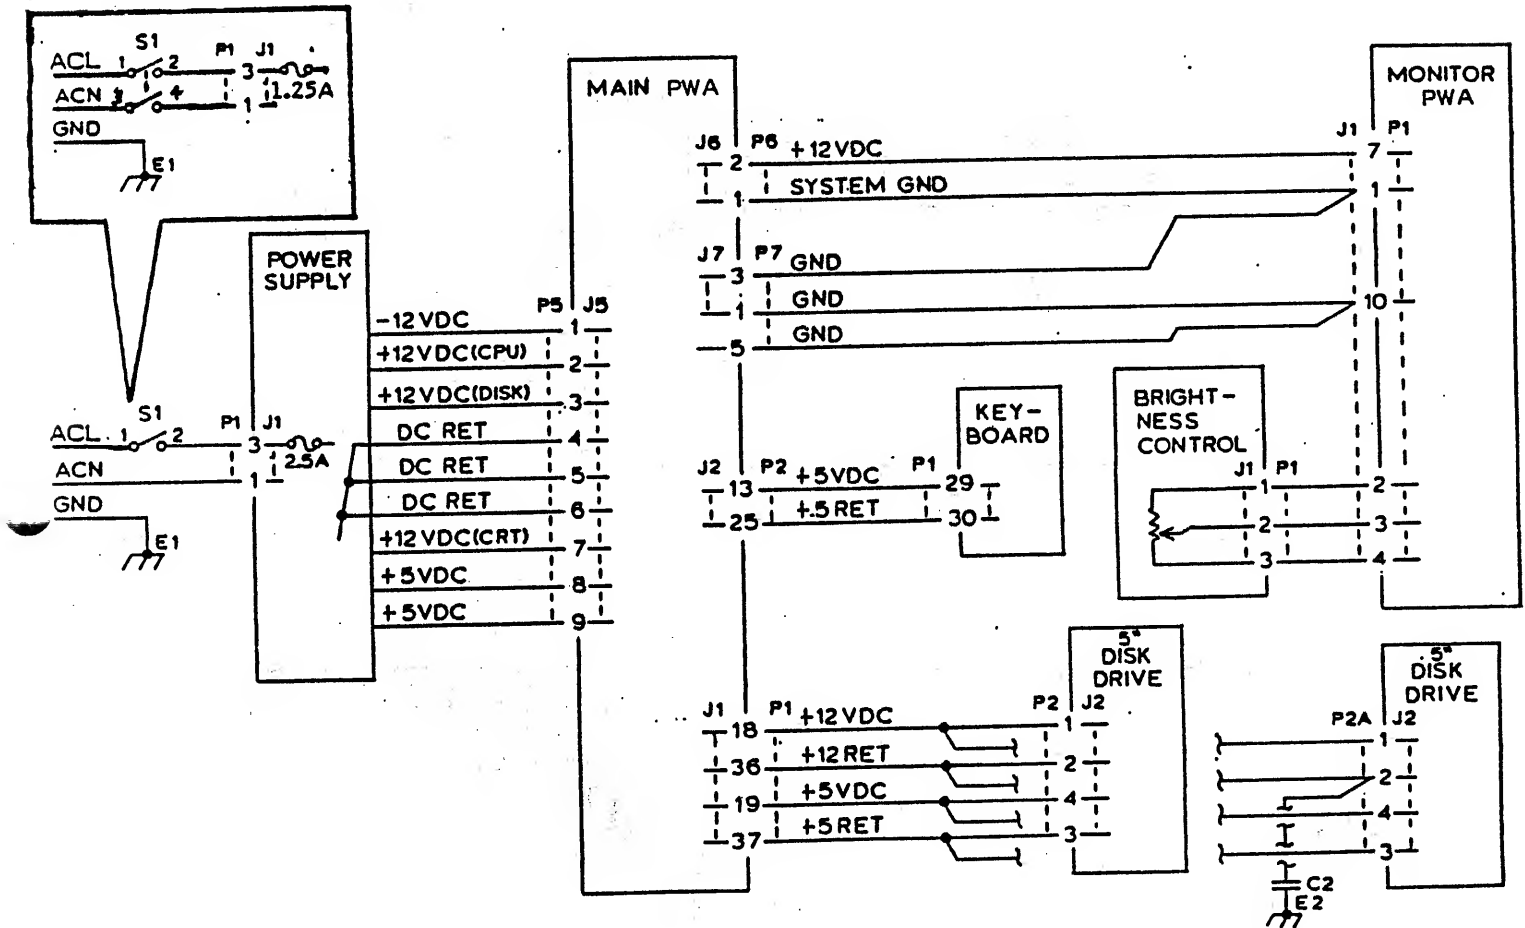 S1
P1 J1
ACL 1 2 3
1.25A
ACN 3 4 1
GND
E1
POWER
SUPPLY
S1
P1 J1
ACL 1 2 3
2.5A
ACN 1
GND
E1
P5 J5
-12VDC 1
+12VDC(CPU) 2
+12VDC(DISK) 3
DC RET 4
DC RET 5
DC RET 6
+12VDC(CRT) 7
+5VDC 8
+5VDC 9
MAIN PWA
J6 P6
2 +12VDC
1 SYSTEM GND
J7 P7
3 GND
1 GND
5 GND
MONITOR
PWA
J1 P1
7
1
10
2
3
4
J2 P2 P1
13 +5VDC 29
25 +.5 RET 30
KEY-
BOARD
BRIGHT-
NESS
CONTROL
J1 P1
1
2
3
J1 P1 P2 J2
18 +12VDC 1
36 +12RET 2
19 +5VDC 4
37 +5RET 3
5"
DISK
DRIVE
5"
DISK
DRIVE
P2A J2
1
2
4
3
C2
E2